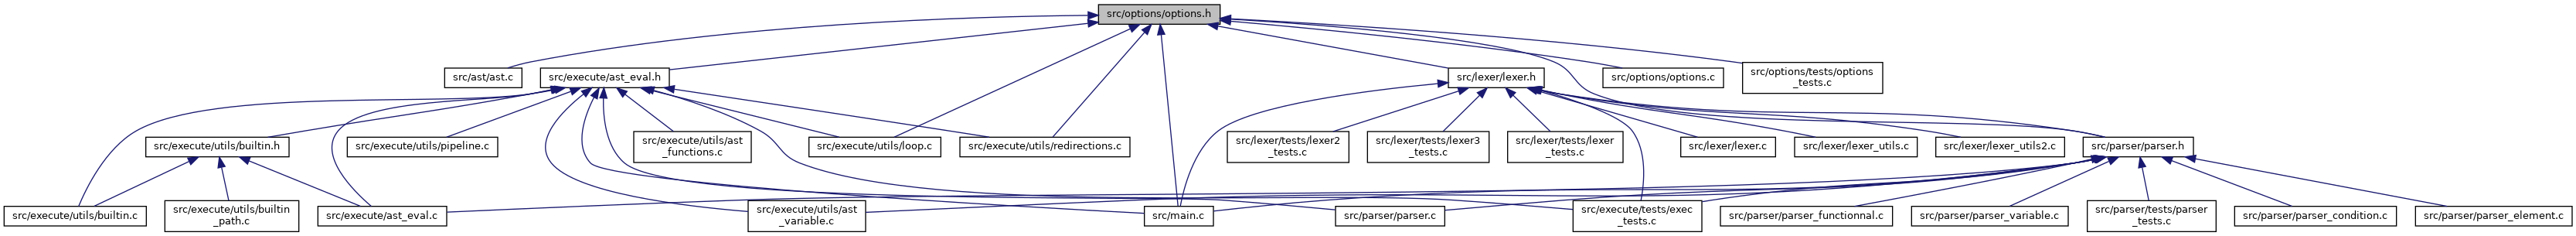 src/options/options.h
src/ast/ast.c
src/execute/ast_eval.h
src/lexer/lexer.h
src/options/options.c
src/options/tests/options
_tests.c
src/execute/utils/builtin.h
src/execute/utils/pipeline.c
src/execute/utils/ast
_functions.c
src/execute/utils/loop.c
src/execute/utils/redirections.c
src/lexer/tests/lexer2
_tests.c
src/lexer/tests/lexer3
_tests.c
src/lexer/tests/lexer
_tests.c
src/lexer/lexer.c
src/lexer/lexer_utils.c
src/lexer/lexer_utils2.c
src/parser/parser.h
src/execute/utils/builtin.c
src/execute/utils/builtin
_path.c
src/execute/ast_eval.c
src/execute/utils/ast
_variable.c
src/main.c
src/parser/parser.c
src/execute/tests/exec
_tests.c
src/parser/parser_functionnal.c
src/parser/parser_variable.c
src/parser/tests/parser
_tests.c
src/parser/parser_condition.c
src/parser/parser_element.c